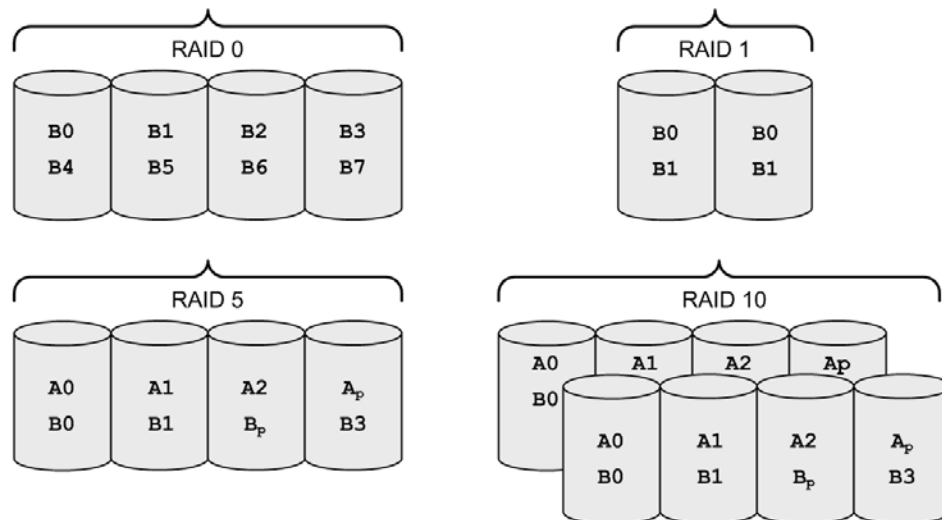 RAID 0
B0 B1 B2 B3
B4 B5 B6 B7
RAID 1
B0 B0
B1 B1
RAID 5
A0 A1 A2 Ap
B0 B1 Bp B3
RAID 10
A0 A1 A2 Ap
B0
A0 A1 A2 Ap
B0 B1 Bp B3